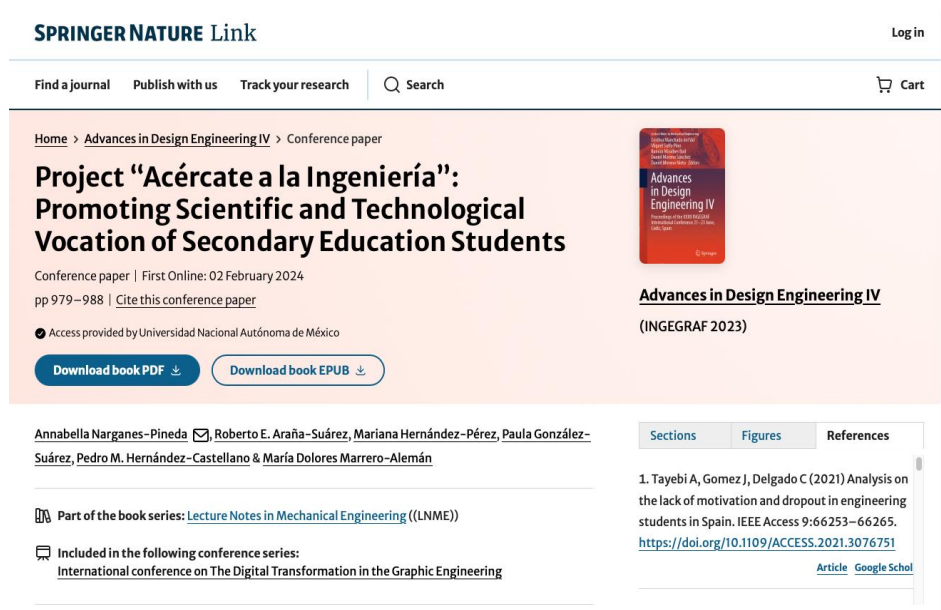 SPRINGER NATURE Link
Log in
Find a journal
Publish with us
Track your research
Search
Cart
Home > Advances in Design Engineering IV > Conference paper
Project “Acércate a la Ingeniería”:
Promoting Scientific and Technological
Vocation of Secondary Education Students
Conference paper | First Online: 02 February 2024
pp 979–988 | Cite this conference paper
Access provided by Universidad Nacional Autónoma de México
Download book PDF
Download book EPUB
Advances
in Design
Engineering IV
Springer
Advances in Design Engineering IV
(INGEGRAF 2023)
Annabella Narganes-Pineda, Roberto E. Araña-Suárez, Mariana Hernández-Pérez, Paula González-
Suárez, Pedro M. Hernández-Castellano & María Dolores Marrero-Alemán
Part of the book series: Lecture Notes in Mechanical Engineering ((LNME))
Included in the following conference series:
International conference on The Digital Transformation in the Graphic Engineering
Sections
Figures
References
1. Tayebi A, Gomez J, Delgado C (2021) Analysis on
the lack of motivation and dropout in engineering
students in Spain. IEEE Access 9:66253–66265.
https://doi.org/10.1109/ACCESS.2021.3076751
Article
Google Schol